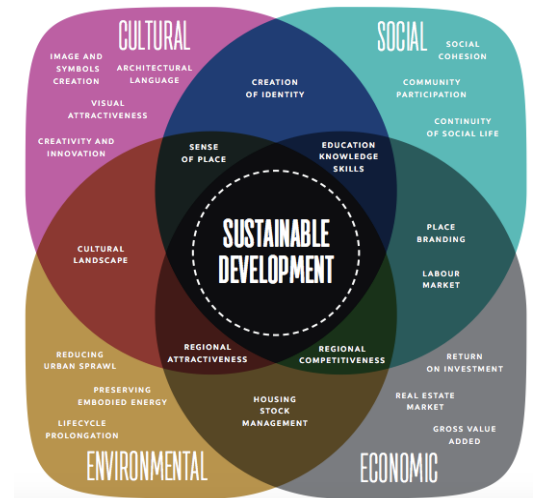 CULTURAL
SOCIAL
IMAGE AND
SYMBOLS
CREATION
ARCHITECTURAL
LANGUAGE
VISUAL
ATTRACTIVENESS
CREATIVITY AND
INNOVATION
CREATION
OF IDENTITY
SOCIAL
COHESION
COMMUNITY
PARTICIPATION
CONTINUITY
OF SOCIAL LIFE
SENSE
OF PLACE
EDUCATION
KNOWLEDGE
SKILLS
CULTURAL
LANDSCAPE
SUSTAINABLE
DEVELOPMENT
PLACE
BRANDING
LABOUR
MARKET
REGIONAL
ATTRACTIVENESS
REGIONAL
COMPETITIVENESS
REDUCING
URBAN SPRAWL
PRESERVING
EMBODIED ENERGY
LIFECYCLE
PROLONGATION
HOUSING
STOCK
MANAGEMENT
RETURN
ON INVESTMENT
REAL ESTATE
MARKET
GROSS VALUE
ADDED
ENVIRONMENTAL
ECONOMIC